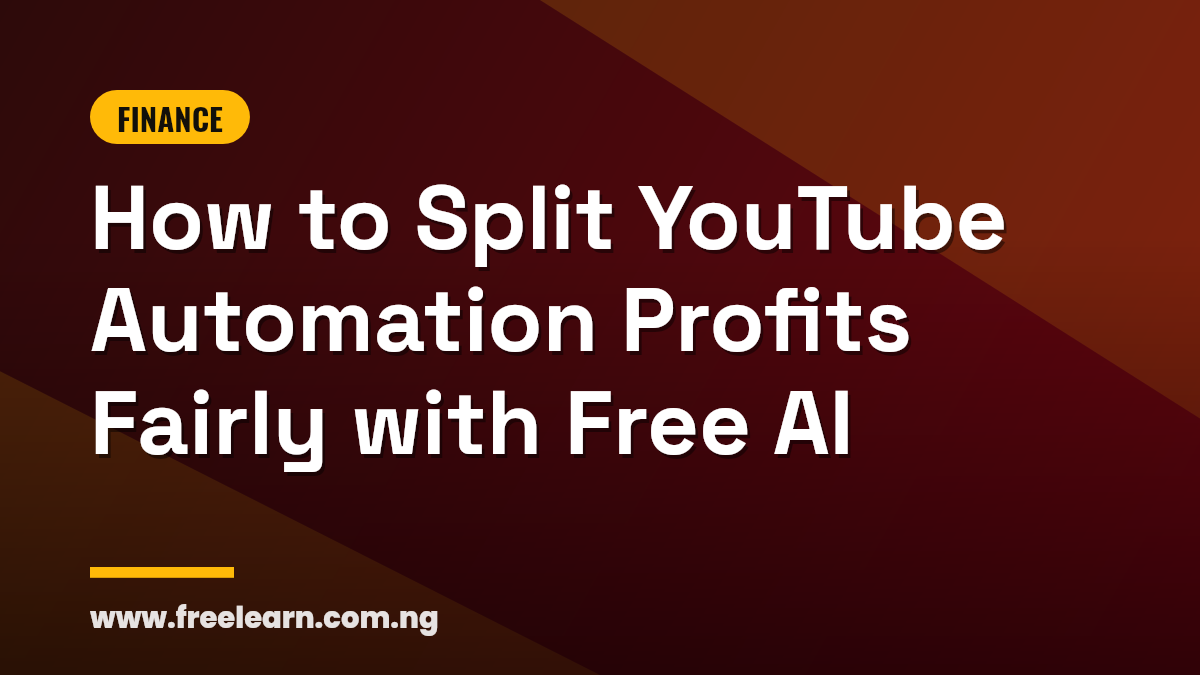 FINANCE
How to Split YouTube
Automation Profits
Fairly with Free AI
www.freelearn.com.ng